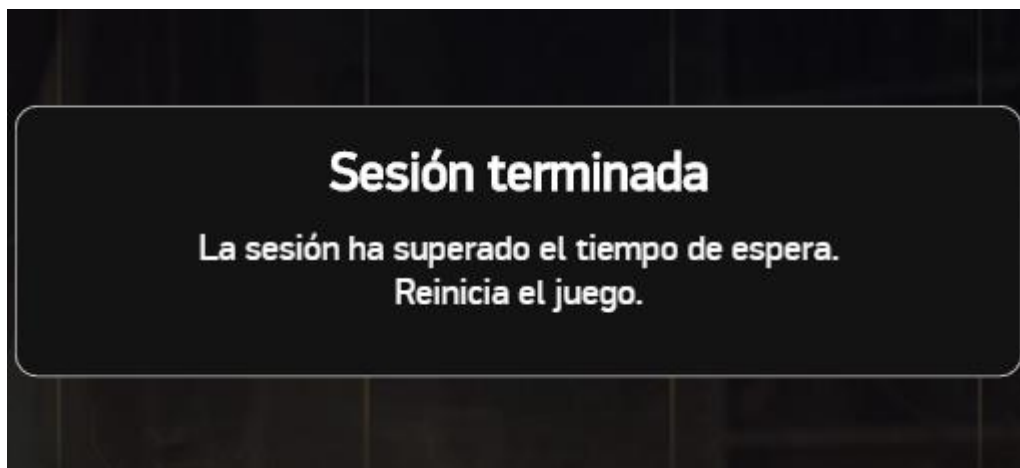 Sesión terminada
La sesión ha superado el tiempo de espera.
Reinicia el juego.